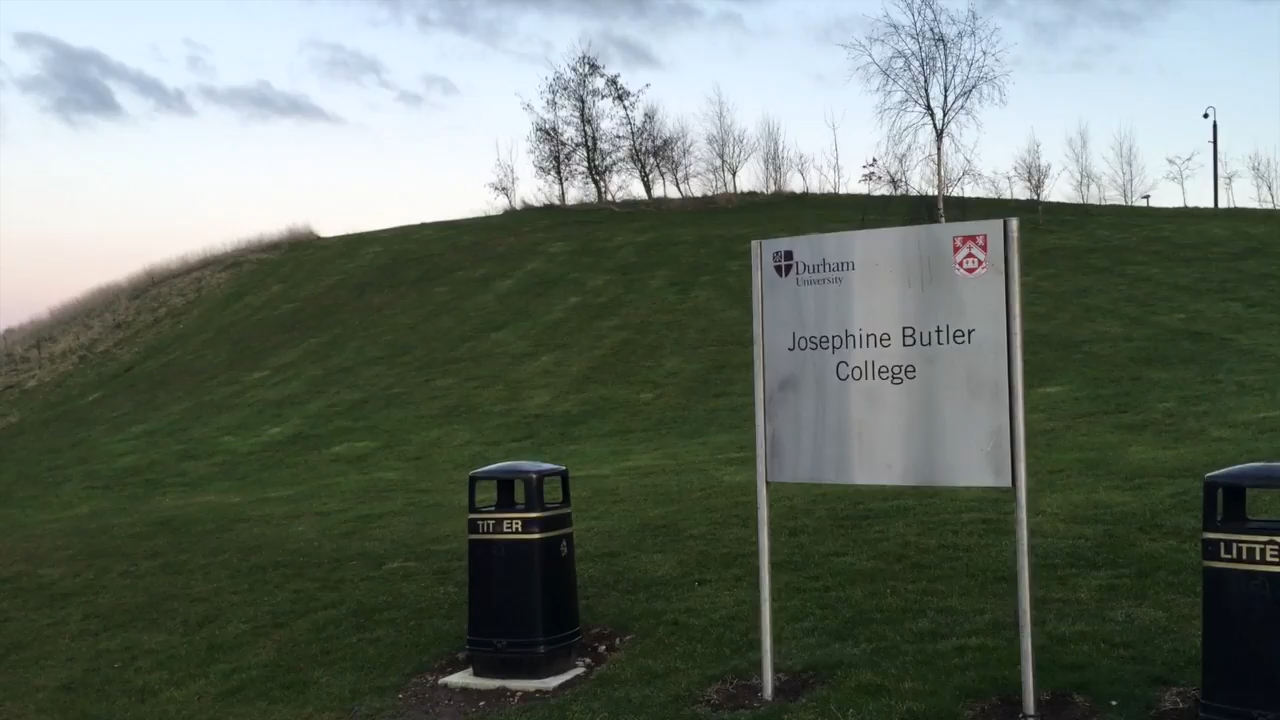 Durham
University
Josephine Butler
College
TIT ER
LITTE